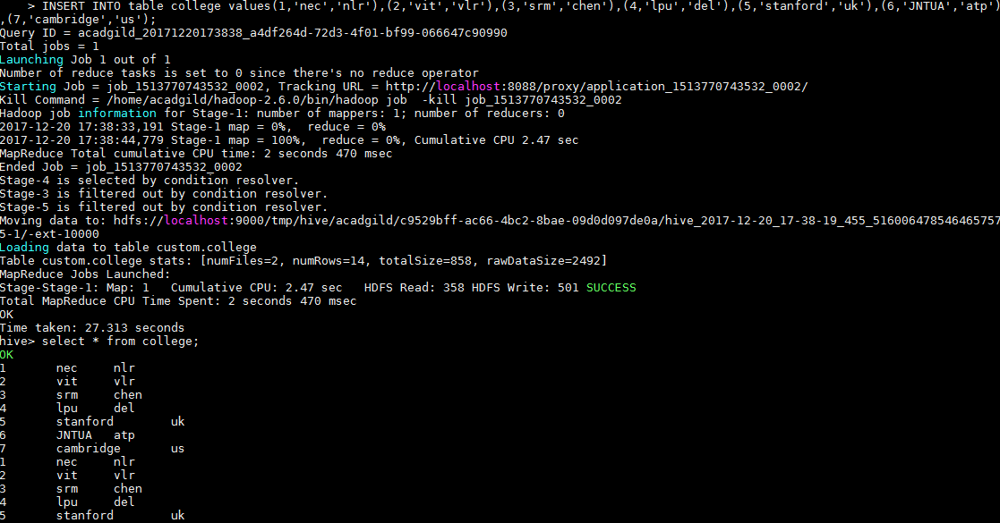 > INSERT INTO table college values(1,'nec','nlr'),(2,'vit','vlr'),(3,'srm','chen'),(4,'lpu','del'),(5,'stanford','uk'),(6,'JNTUA','atp')
,(7,'cambridge','us');
Query ID = acadgild_20171220173838_a4df264d-72d3-4f01-bf99-066647c90990
Total jobs = 1
Launching Job 1 out of 1
Number of reduce tasks is set to 0 since there's no reduce operator
Starting Job = job_1513770743532_0002, Tracking URL = http://localhost:8088/proxy/application_1513770743532_0002/
Kill Command = /home/acadgild/hadoop-2.6.0/bin/hadoop job  -kill job_1513770743532_0002
Hadoop job information for Stage-1: number of mappers: 1; number of reducers: 0
2017-12-20 17:38:33,191 Stage-1 map = 0%,  reduce = 0%
2017-12-20 17:38:44,779 Stage-1 map = 100%,  reduce = 0%, Cumulative CPU 2.47 sec
MapReduce Total cumulative CPU time: 2 seconds 470 msec
Ended Job = job_1513770743532_0002
Stage-4 is selected by condition resolver.
Stage-3 is filtered out by condition resolver.
Stage-5 is filtered out by condition resolver.
Moving data to: hdfs://localhost:9000/tmp/hive/acadgild/c9529bff-ac66-4bc2-8bae-09d0d097de0a/hive_2017-12-20_17-38-19_455_516006478546465757
5-1/-ext-10000
Loading data to table custom.college
Table custom.college stats: [numFiles=2, numRows=14, totalSize=858, rawDataSize=2492]
MapReduce Jobs Launched:
Stage-Stage-1: Map: 1   Cumulative CPU: 2.47 sec   HDFS Read: 358 HDFS Write: 501 SUCCESS
Total MapReduce CPU Time Spent: 2 seconds 470 msec
OK
Time taken: 27.313 seconds
hive> select * from college;
OK
1 nec nlr
2 vit vlr
3 srm chen
4 lpu del
5 stanford uk
6 JNTUA atp
7 cambridge us
1 nec nlr
2 vit vlr
3 srm chen
4 lpu del
5 stanford uk